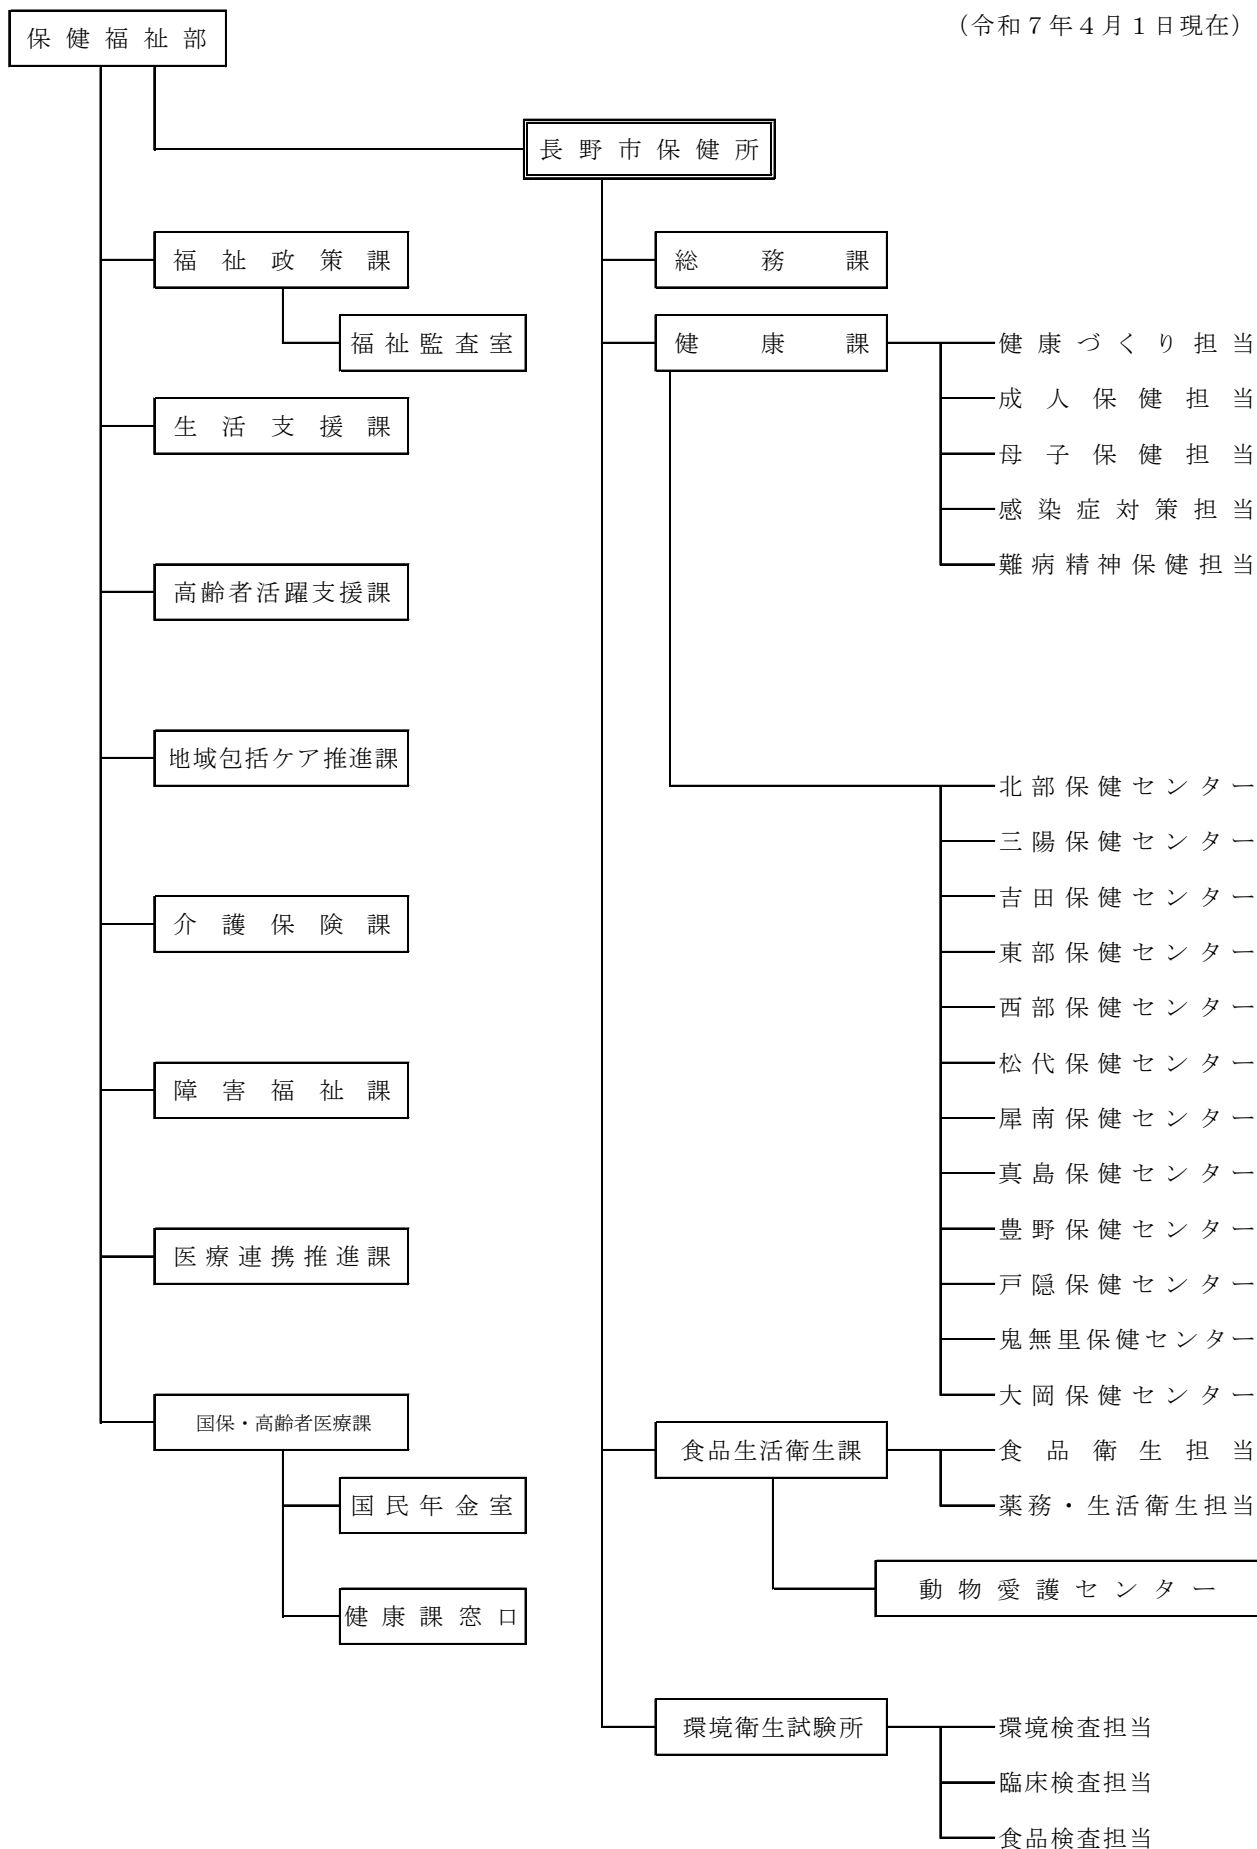 （令和７年４月１日現在）
保健福祉部
長野市保健所
福祉政策課
福祉監査室
生活支援課
高齢者活躍支援課
地域包括ケア推進課
介護保険課
障害福祉課
医療連携推進課
国保・高齢者医療課
国民年金室
健康課窓口
総務課
健康課
健康づくり担当
成人保健担当
母子保健担当
感染症対策担当
難病精神保健担当
北部保健センター
三陽保健センター
吉田保健センター
東部保健センター
西部保健センター
松代保健センター
犀南保健センター
真島保健センター
豊野保健センター
戸隠保健センター
鬼無里保健センター
大岡保健センター
食品生活衛生課
食品衛生担当
薬務・生活衛生担当
動物愛護センター
環境衛生試験所
環境検査担当
臨床検査担当
食品検査担当